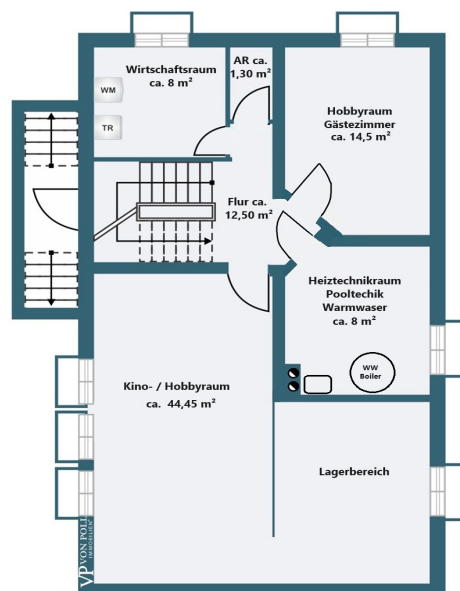 Wirtschaftsraum
ca. 8 m²
AR ca.
1,30 m²
WM
TR
Hobbyraum
Gästezimmer
ca. 14,5 m²
Flur ca.
12,50 m²
Heiztechnikraum
Pooltechik
Warmwaser
ca. 8 m²
WW
Boiler
Kino- / Hobbyraum
ca. 44,45 m²
Lagerbereich
VP VON POLL
IMMOBILIEN